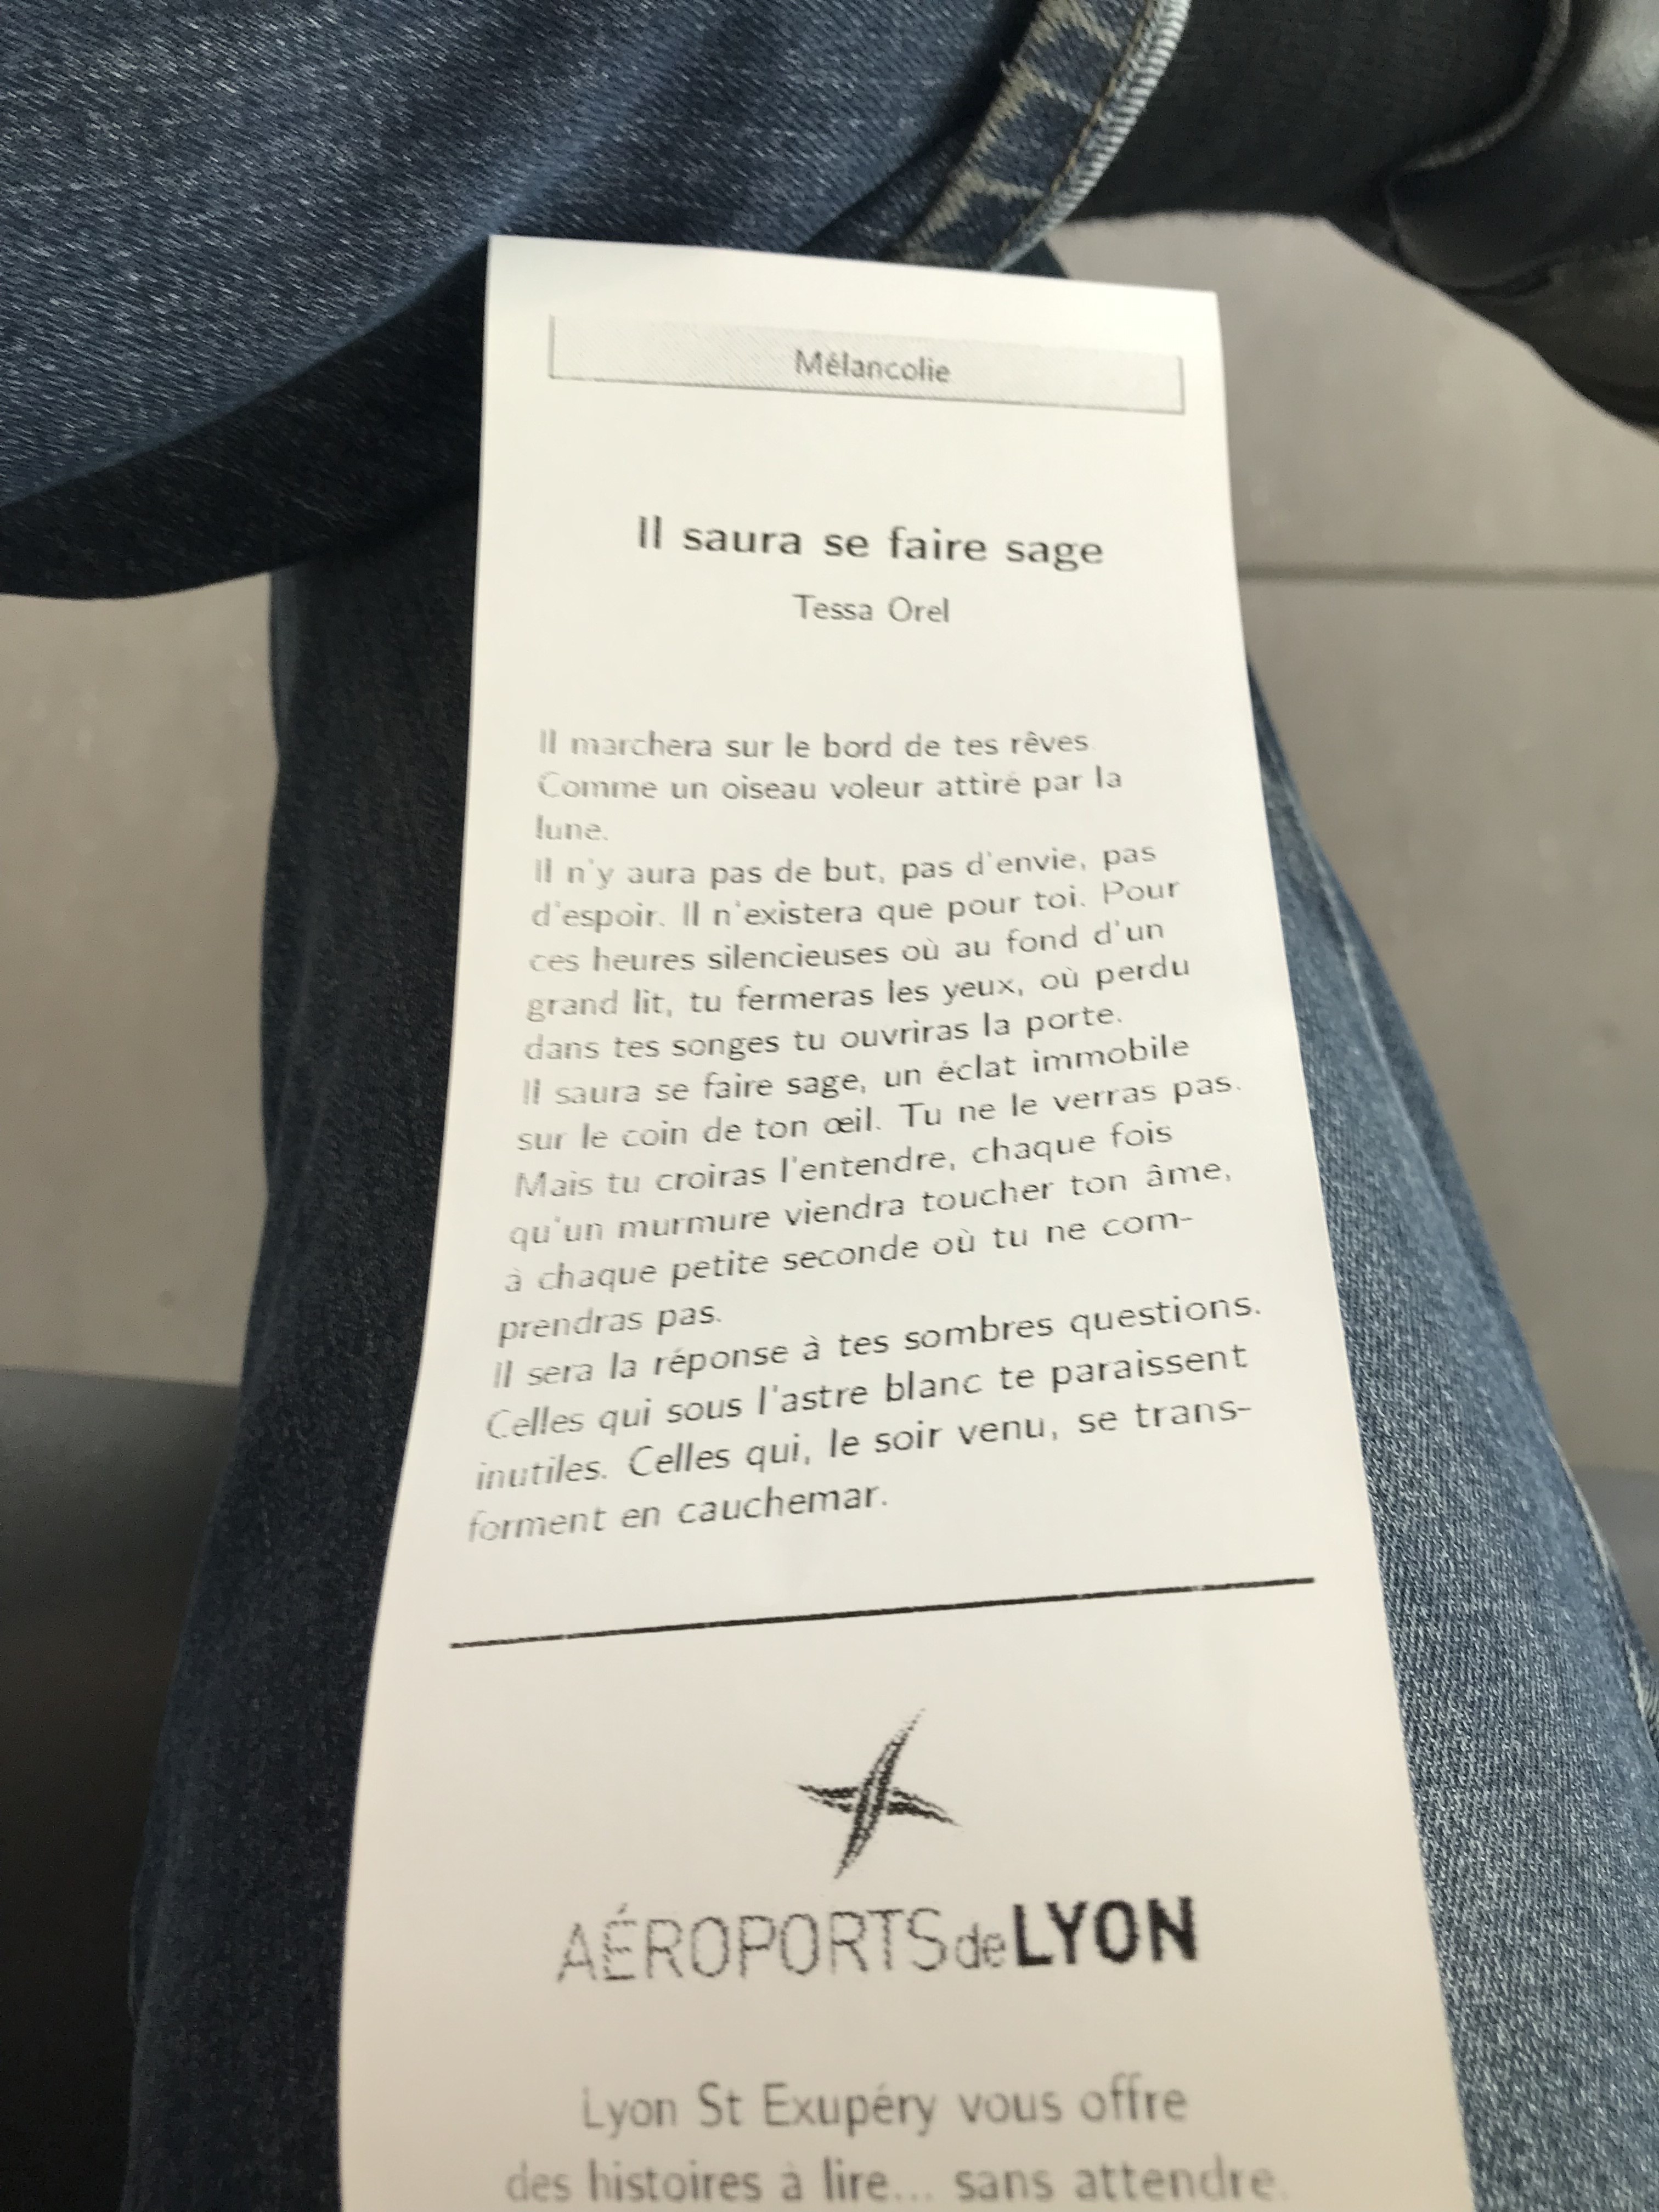 Mélancolie
Il saura se faire sage
Tessa Orel
Il marchera sur le bord de tes rêves.
Comme un oiseau voleur attiré par la
lune.
Il n'y aura pas de but, pas d'envie, pas
d'espoir. Il n'existera que pour toi. Pour
ces heures silencieuses où au fond d'un
grand lit, tu fermeras les yeux, où perdu
dans tes songes tu ouvriras la porte.
Il saura se faire sage, un éclat immobile
sur le coin de ton œil. Tu ne le verras pas.
Mais tu croiras l'entendre, chaque fois
qu'un murmure viendra toucher ton âme,
à chaque petite seconde où tu ne com-
prendras pas.
Il sera la réponse à tes sombres questions.
Celles qui sous l'astre blanc te paraissent
inutiles. Celles qui, le soir venu, se trans-
forment en cauchemar.
AÉROPORTS de LYON
Lyon St Exupéry vous offre
des histoires à lire... sans attendre.